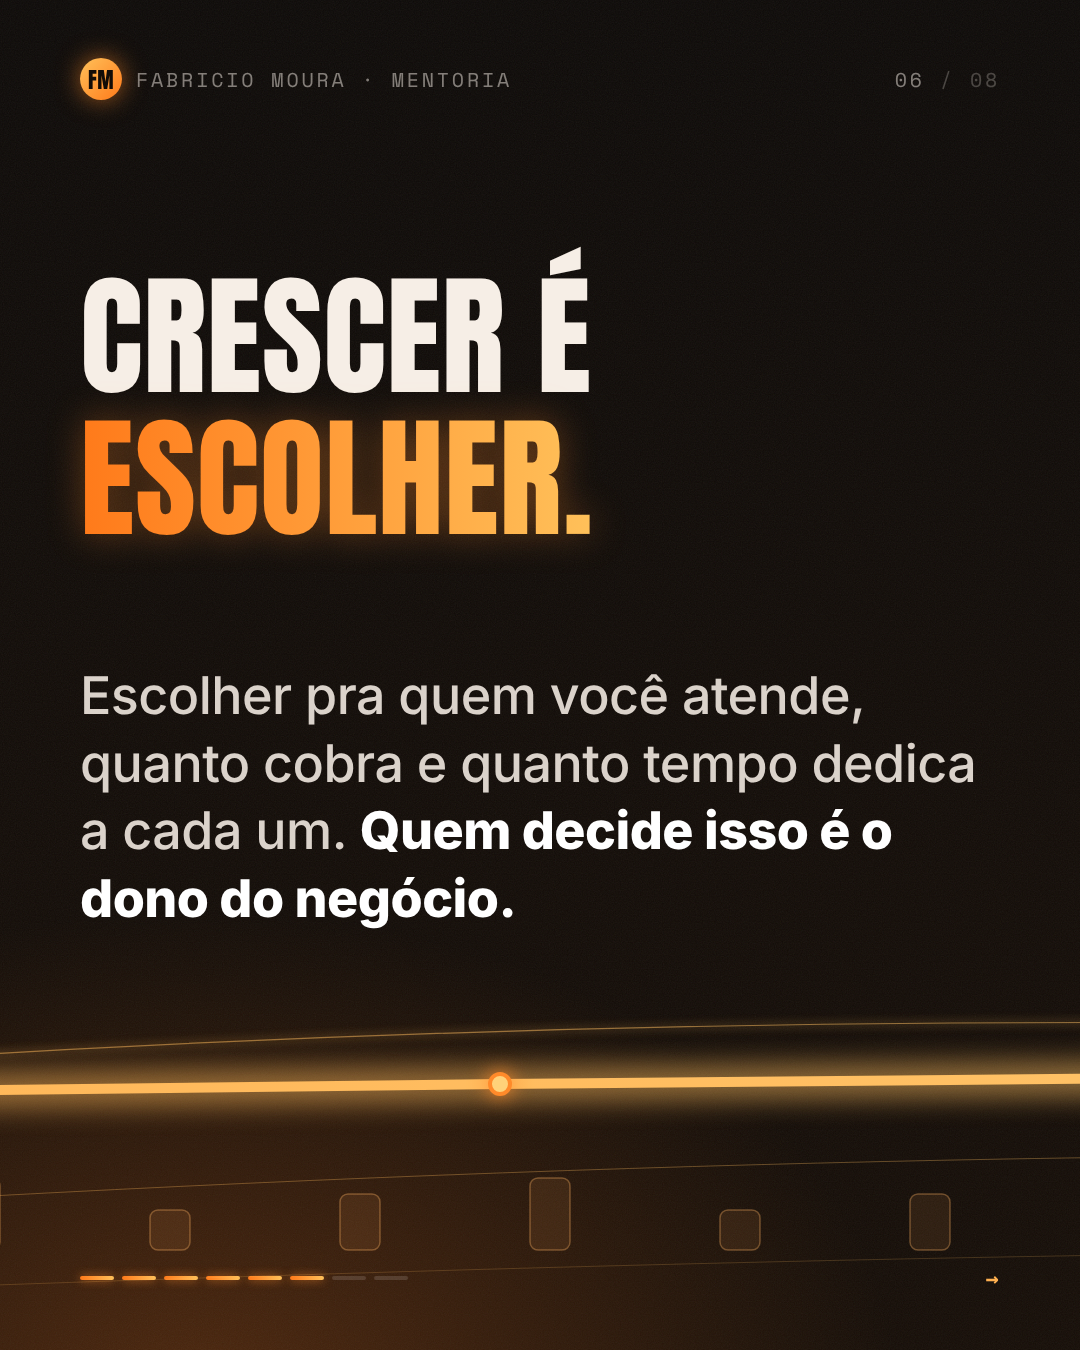 FM FABRICIO MOURA · MENTORIA
06 / 08
CRESCER É
ESCOLHER.
Escolher pra quem você atende,
quanto cobra e quanto tempo dedica
a cada um. Quem decide isso é o
dono do negócio.
→